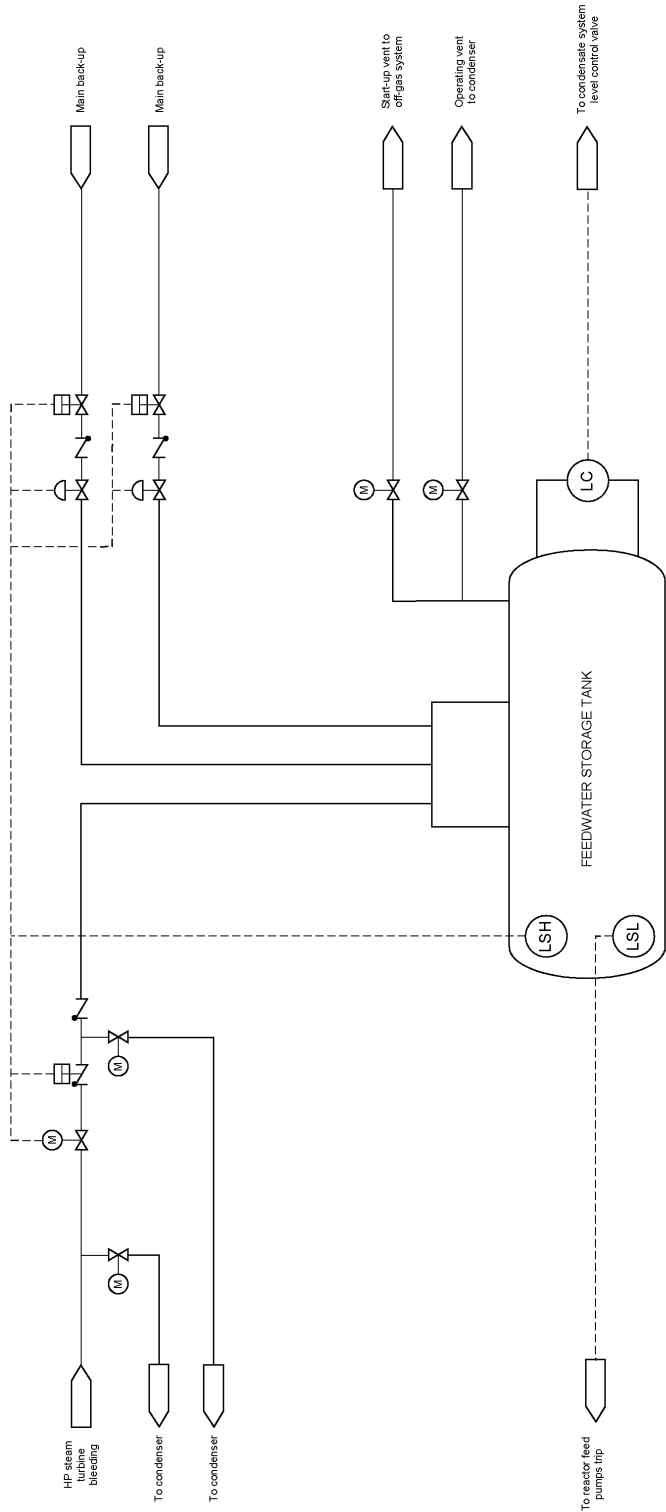 Main back-up
Main back-up
Start-up vent to
off-gas system
Operating vent
to condenser
To condensate system
level control valve
M
M
LC
FEEDWATER STORAGE TANK
LSH
LSL
M
M
M
HP steam
turbine
bleeding
To condenser
To condenser
To reactor feed
pumps trip